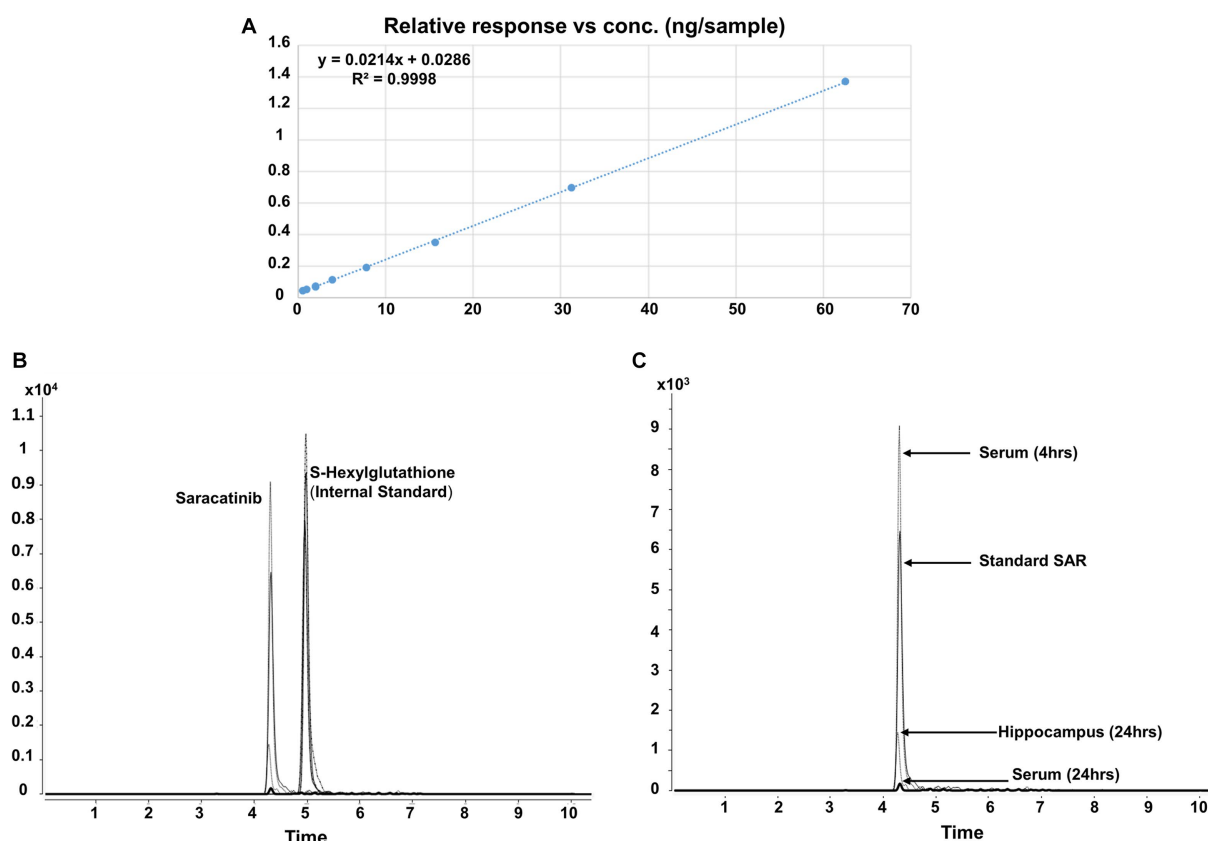 A
Relative response vs conc. (ng/sample)
y = 0.0214x + 0.0286
R² = 0.9998
1.6
1.4
1.2
1
0.8
0.6
0.4
0.2
0
0 10 20 30 40 50 60 70
B
x10⁴
1.1
1
0.9
0.8
0.7
0.6
0.5
0.4
0.3
0.2
0.1
0
Saracatinib
S-Hexylglutathione
(Internal Standard)
1 2 3 4 5 6 7 8 9 10
Time
C
x10³
9
8
7
6
5
4
3
2
1
0
Serum (4hrs)
Standard SAR
Hippocampus (24hrs)
Serum (24hrs)
1 2 3 4 5 6 7 8 9 10
Time